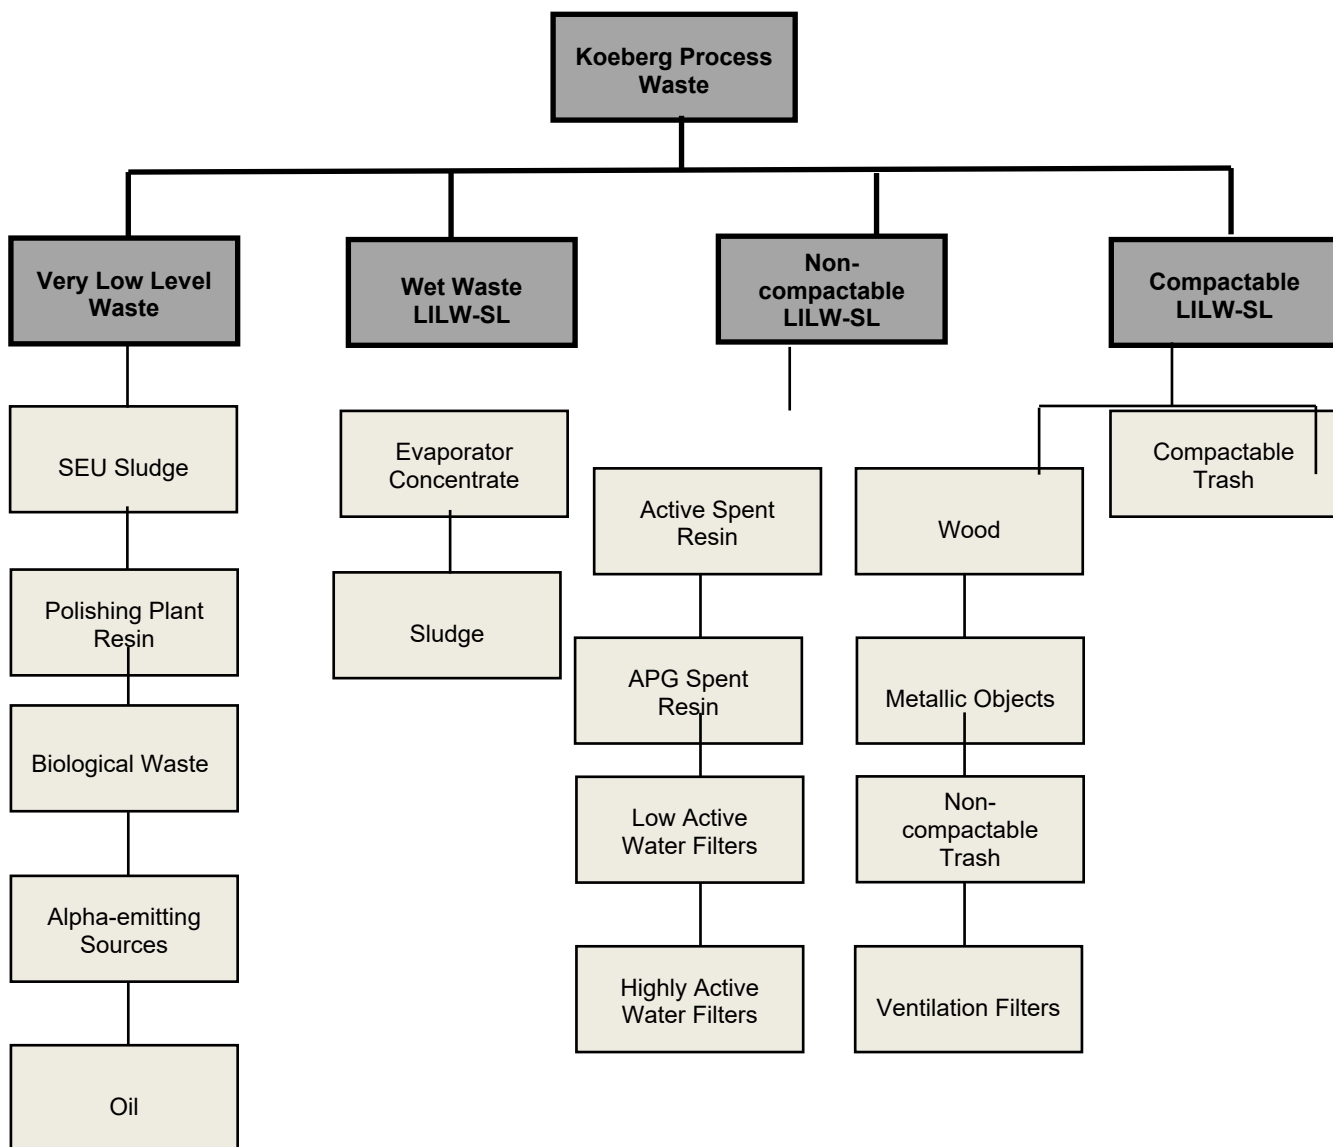 Koeberg Process
Waste
Very Low Level
Waste
Wet Waste
LILW-SL
Non-
compactable
LILW-SL
Compactable
LILW-SL
SEU Sludge
Polishing Plant
Resin
Biological Waste
Alpha-emitting
Sources
Oil
Evaporator
Concentrate
Sludge
Active Spent
Resin
APG Spent
Resin
Low Active
Water Filters
Highly Active
Water Filters
Wood
Metallic Objects
Non-
compactable
Trash
Ventilation Filters
Compactable
Trash